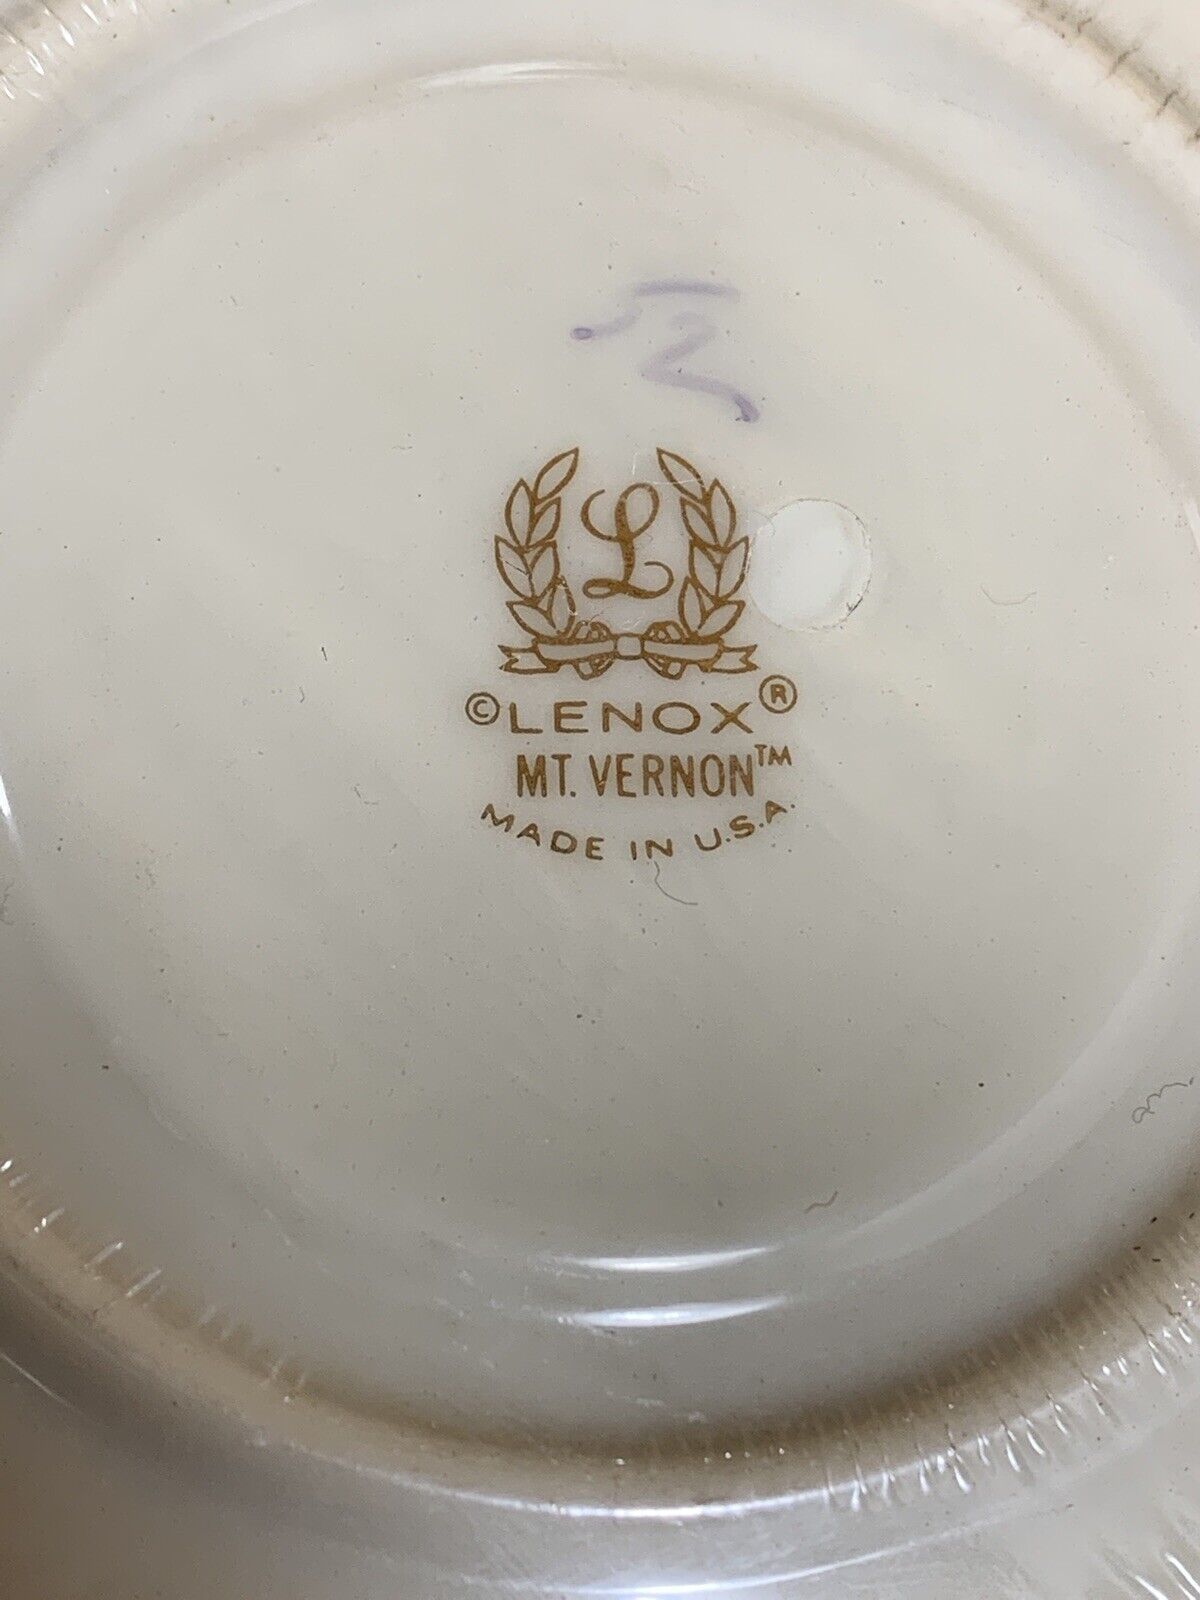 L
©LENOX®
MT. VERNON™
MADE IN U.S.A.